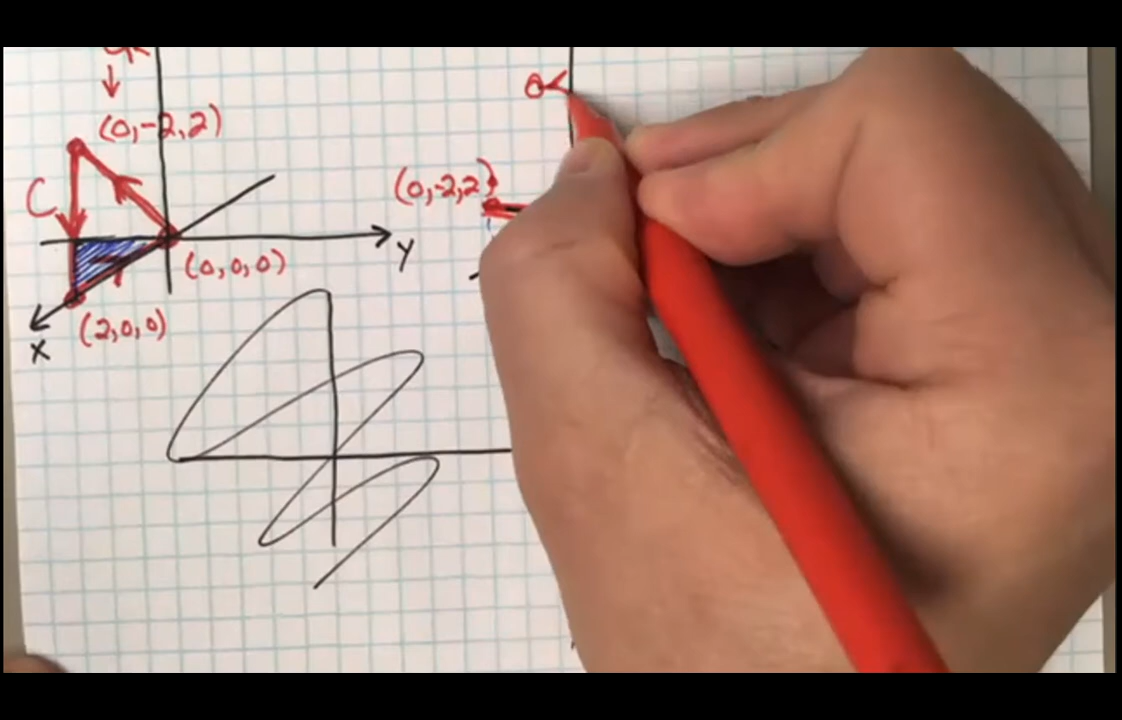 (0,-2,2)
C
(0,-2,2)
y
(0,0,0)
(2,0,0)
x